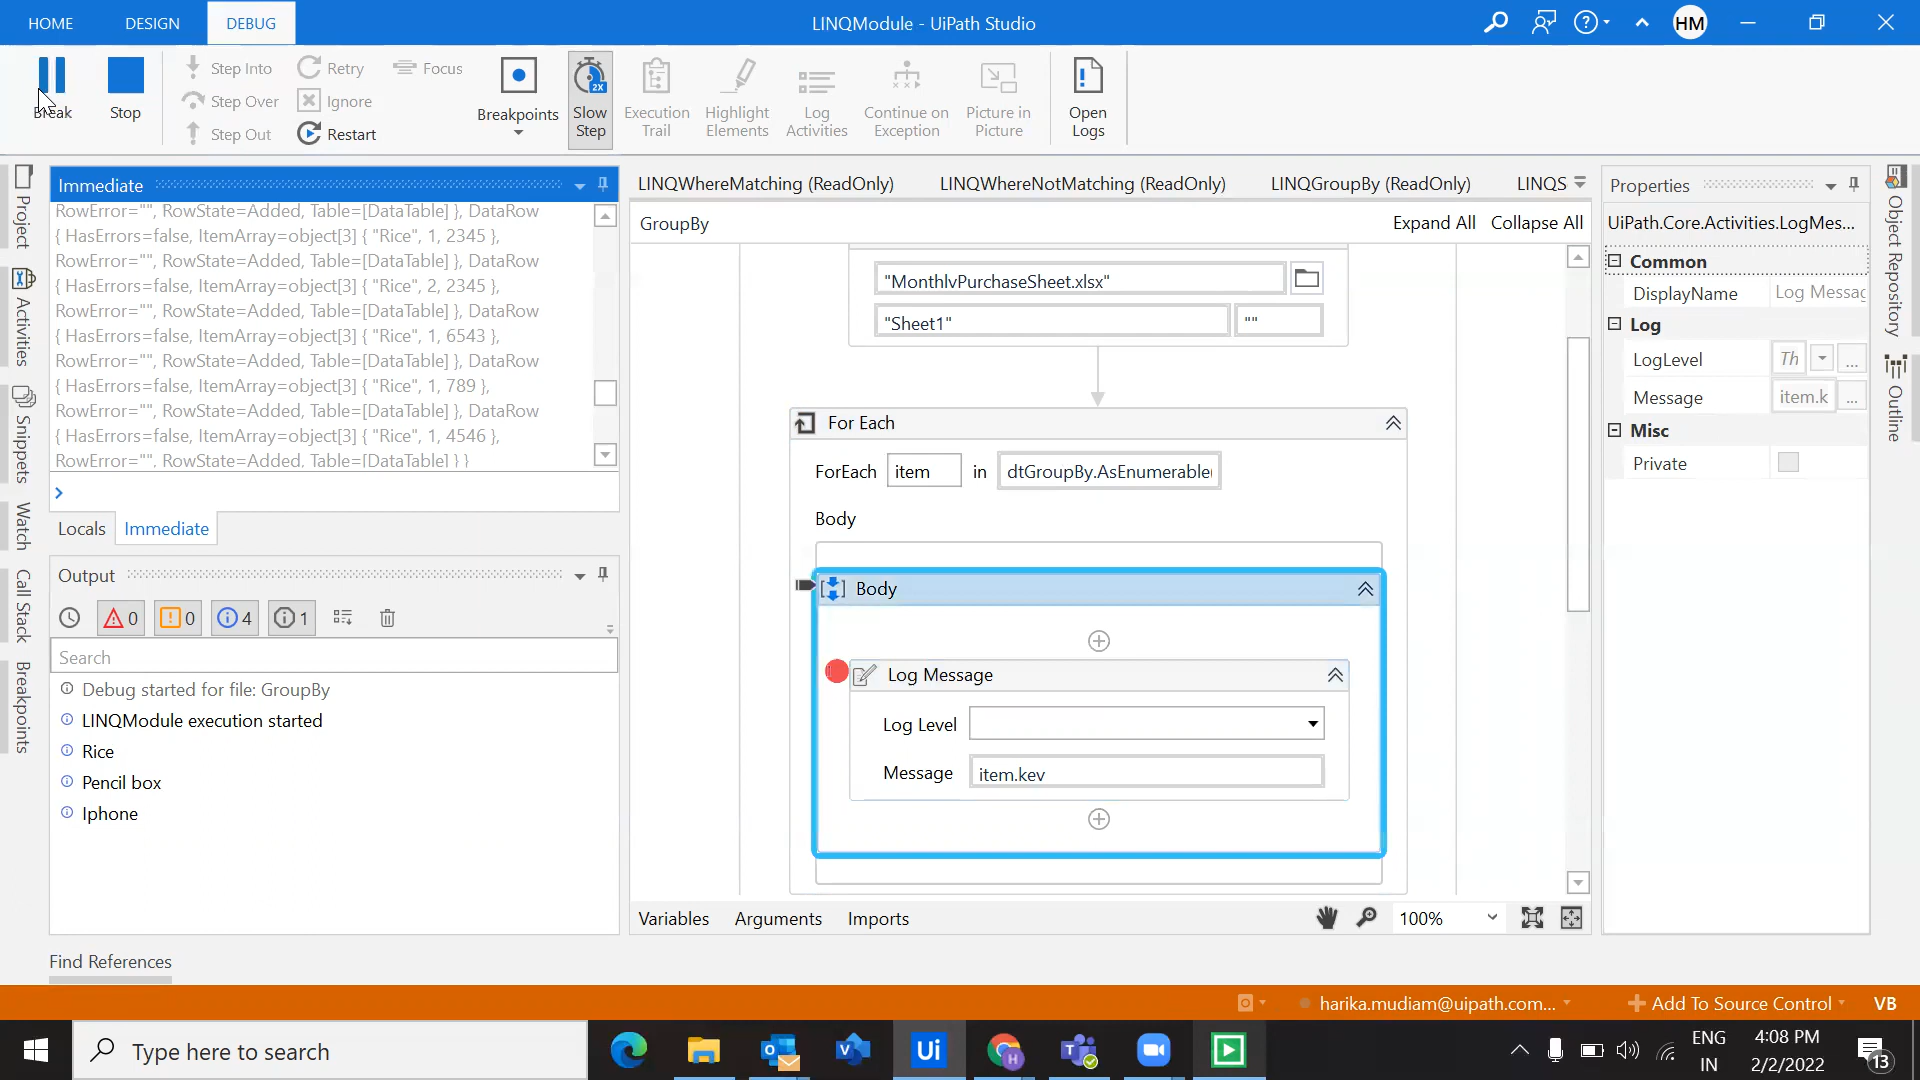 HOME
DESIGN
DEBUG
LINQModule - UiPath Studio
HM
Break
Stop
Step Into
Step Over
Step Out
Retry
Ignore
Restart
Focus
Breakpoints
2X
Slow
Step
Execution
Trail
Highlight
Elements
Log
Activities
Continue on
Exception
Picture in
Picture
Open
Logs
Project
Activities
Snippets
Watch
Call Stack
Breakpoints
Immediate
RowError="", RowState=Added, Table=[DataTable] }, DataRow
{ HasErrors=false, ItemArray=object[3] { "Rice", 1, 2345 },
RowError="", RowState=Added, Table=[DataTable] }, DataRow
{ HasErrors=false, ItemArray=object[3] { "Rice", 2, 2345 },
RowError="", RowState=Added, Table=[DataTable] }, DataRow
{ HasErrors=false, ItemArray=object[3] { "Rice", 1, 6543 },
RowError="", RowState=Added, Table=[DataTable] }, DataRow
{ HasErrors=false, ItemArray=object[3] { "Rice", 1, 789 },
RowError="", RowState=Added, Table=[DataTable] }, DataRow
{ HasErrors=false, ItemArray=object[3] { "Rice", 1, 4546 },
RowError="", RowState=Added, Table=[DataTable] } }
Locals
Immediate
Output
0
0
4
1
Search
Debug started for file: GroupBy
LINQModule execution started
Rice
Pencil box
Iphone
Find References
LINQWhereMatching (ReadOnly)
LINQWhereNotMatching (ReadOnly)
LINQGroupBy (ReadOnly)
LINQS
GroupBy
Expand All
Collapse All
"MonthlyPurchaseSheet.xlsx"
"Sheet1"
""
For Each
ForEach
item
in
dtGroupBy.AsEnumerable(
Body
Body
Log Message
Log Level
Message
item.key
Variables
Arguments
Imports
100%
Properties
UiPath.Core.Activities.LogMes...
Common
DisplayName
Log Messag
Log
LogLevel
Th
...
Message
item.k
...
Misc
Private
Object Repository
Outline
harika.mudiam@uipath.com...
Add To Source Control
VB
Type here to search
Ui
H
ENG
IN
4:08 PM
2/2/2022
13